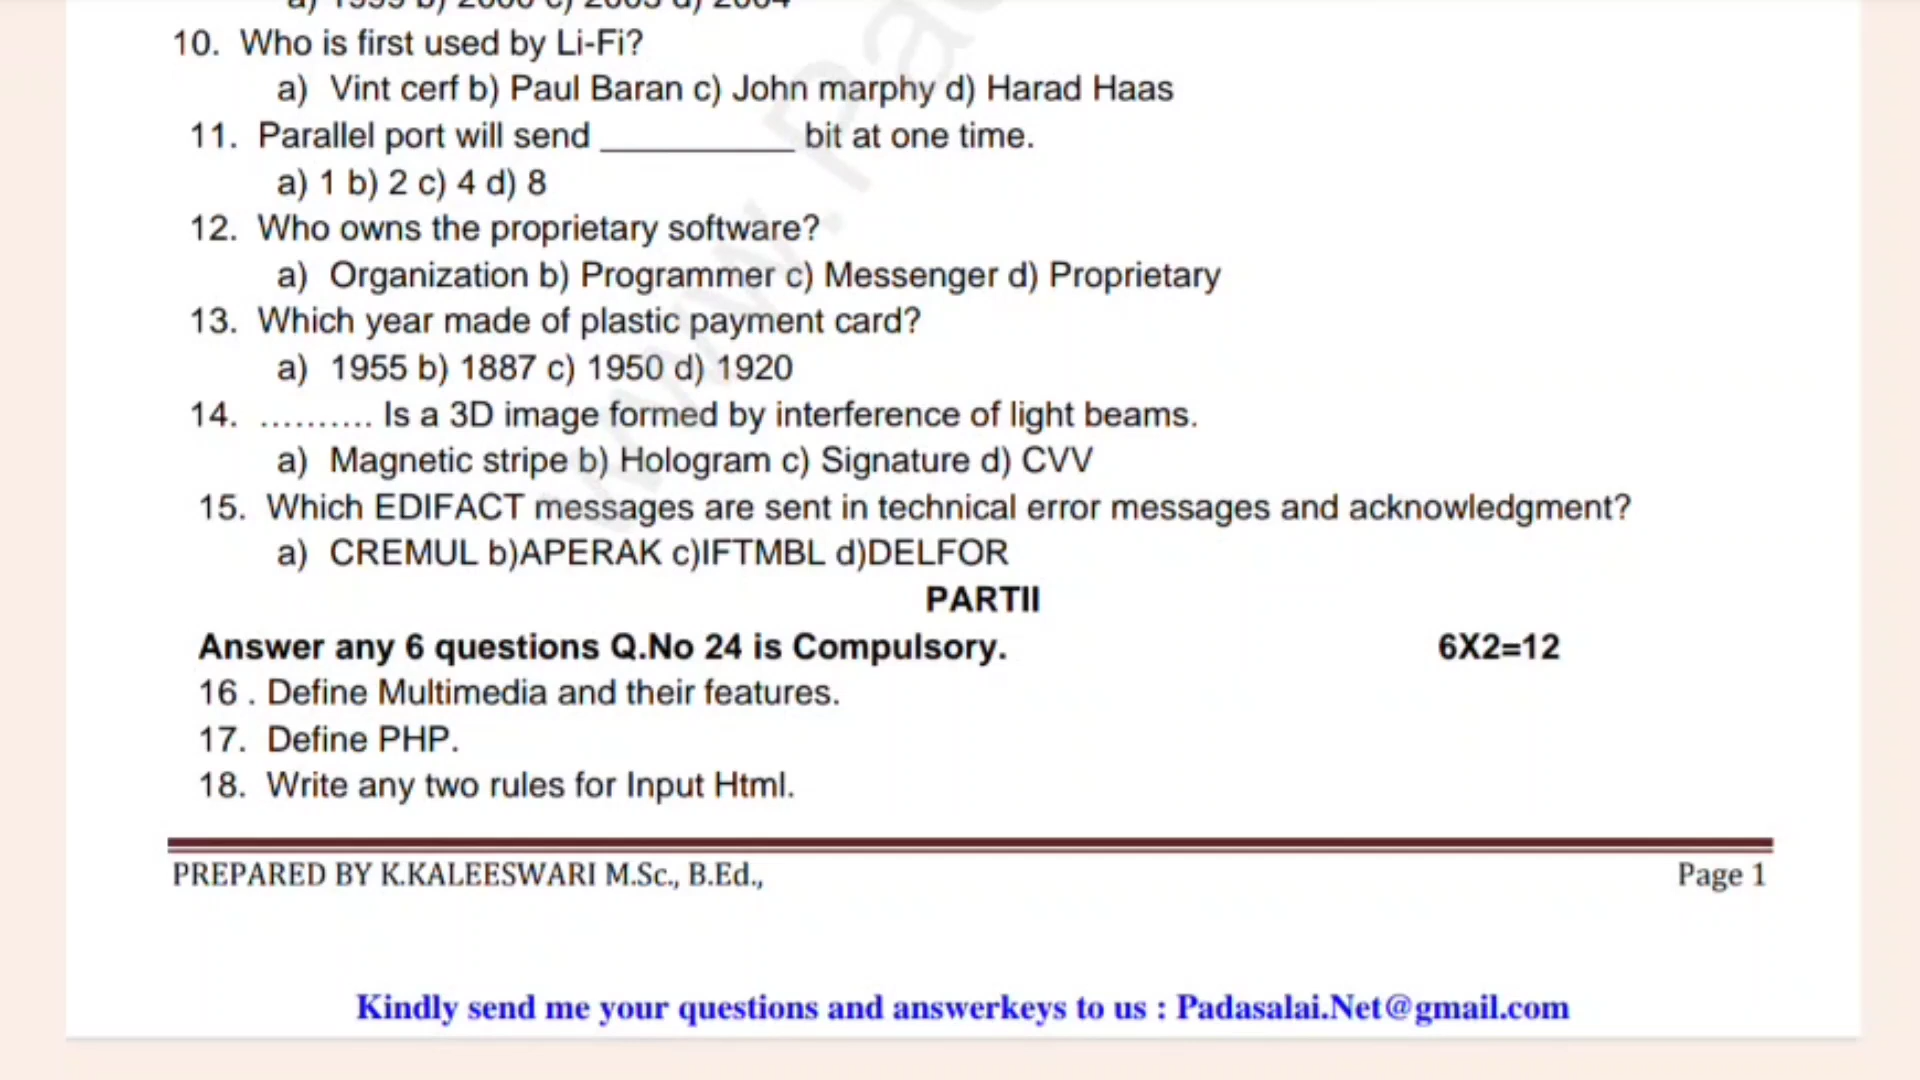 a) 1999 b) 2000 c) 2003 d) 2004
10. Who is first used by Li-Fi?
a) Vint cerf b) Paul Baran c) John marphy d) Harad Haas
11. Parallel port will send __________ bit at one time.
a) 1 b) 2 c) 4 d) 8
12. Who owns the proprietary software?
a) Organization b) Programmer c) Messenger d) Proprietary
13. Which year made of plastic payment card?
a) 1955 b) 1887 c) 1950 d) 1920
14. .......... Is a 3D image formed by interference of light beams.
a) Magnetic stripe b) Hologram c) Signature d) CVV
15. Which EDIFACT messages are sent in technical error messages and acknowledgment?
a) CREMUL b)APERAK c)IFTMBL d)DELFOR
PARTII
Answer any 6 questions Q.No 24 is Compulsory. 6X2=12
16 . Define Multimedia and their features.
17. Define PHP.
18. Write any two rules for Input Html.
PREPARED BY K.KALEESWARI M.Sc., B.Ed., Page 1
Kindly send me your questions and answerkeys to us : Padasalai.Net@gmail.com
www.Pa